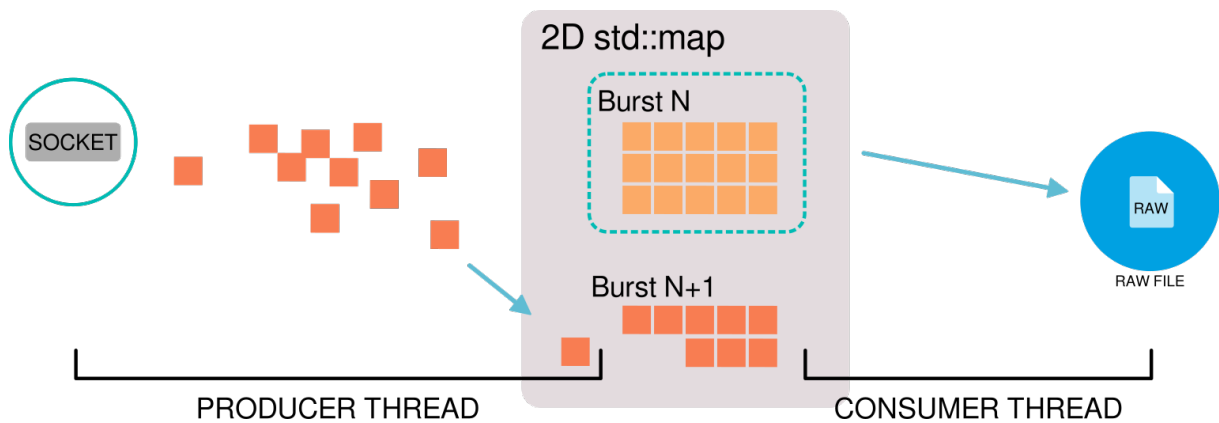 2D std::map
Burst N
SOCKET
RAW
RAW FILE
Burst N+1
PRODUCER THREAD
CONSUMER THREAD